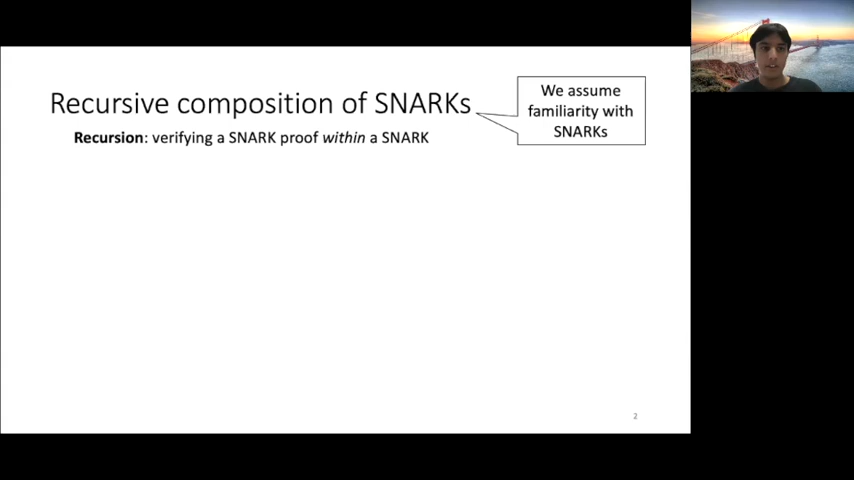 Recursive composition of SNARKs
We assume
familiarity with
SNARKs
Recursion: verifying a SNARK proof within a SNARK
2